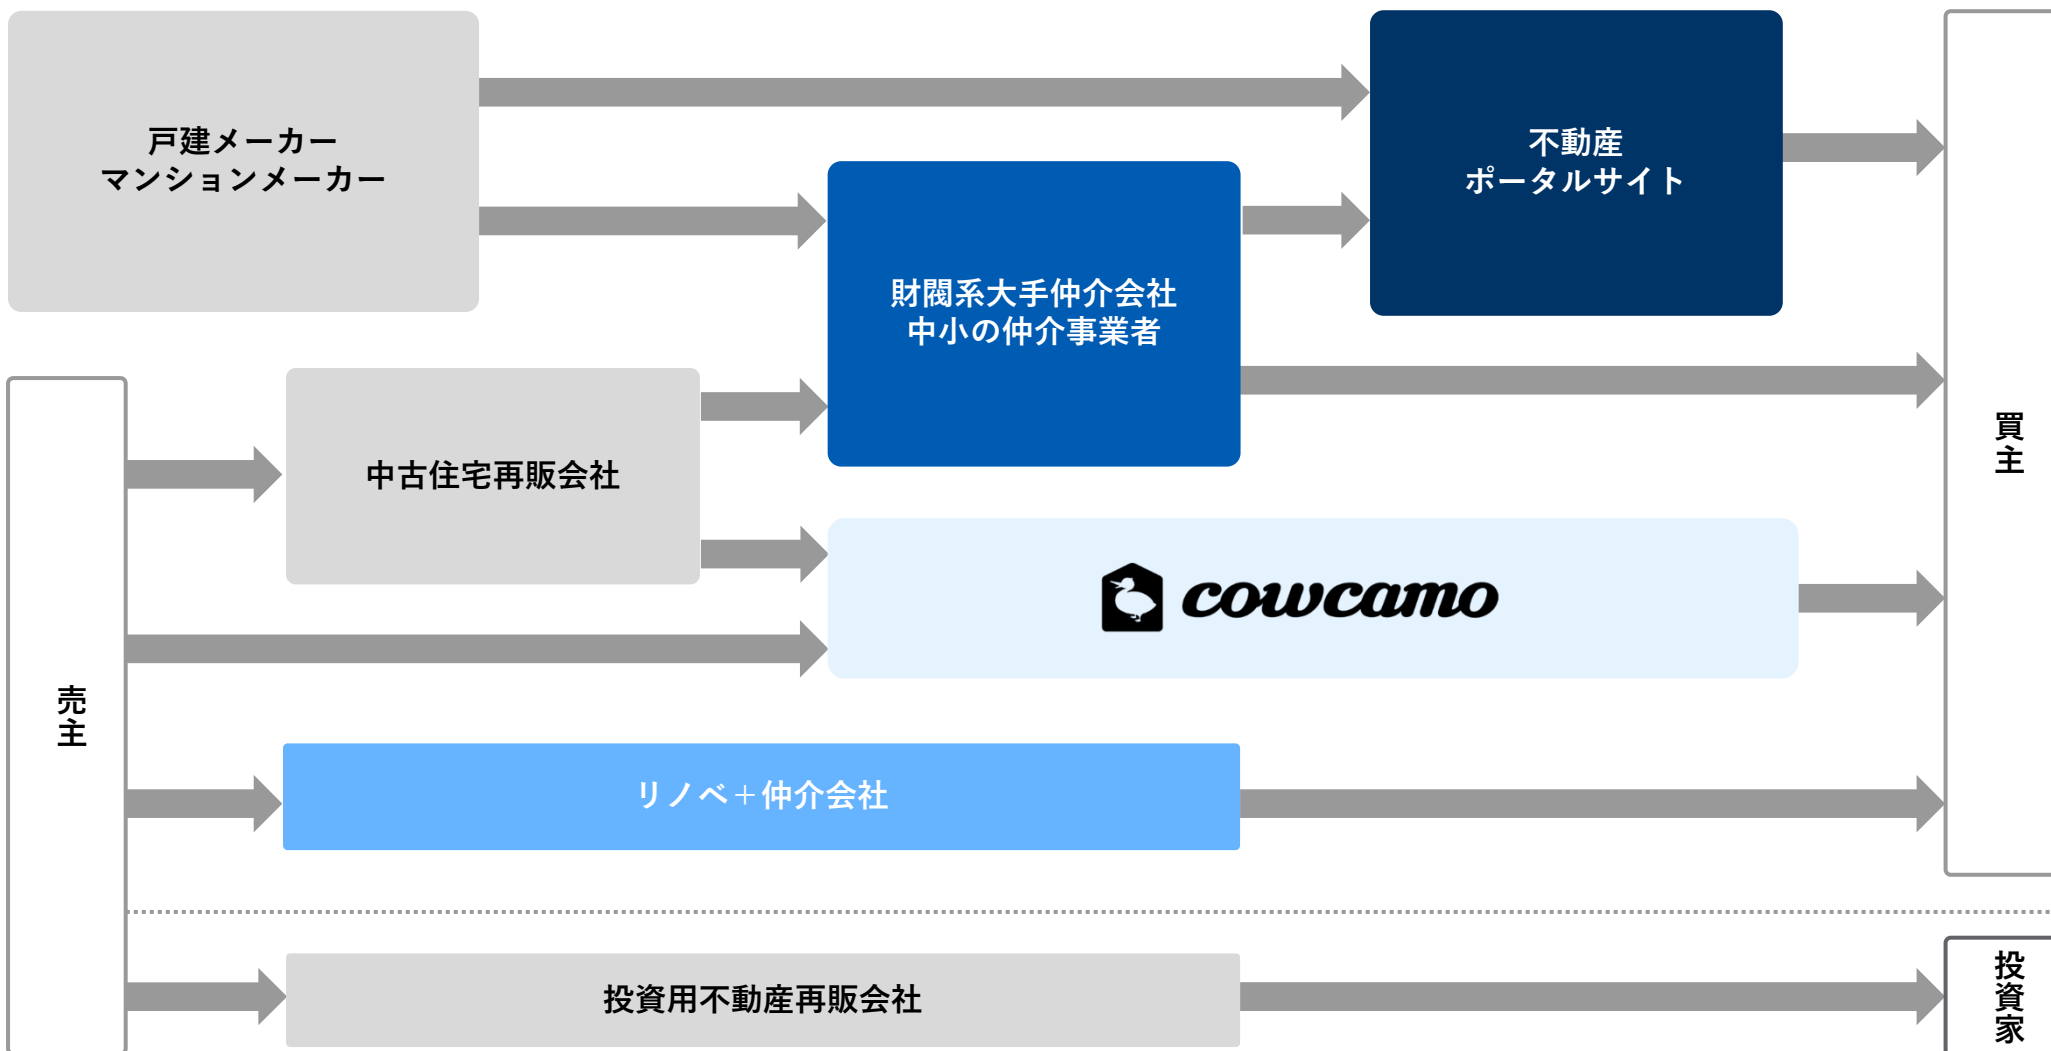 戸建メーカー
マンションメーカー
不動産
ポータルサイト
財閥系大手仲介会社
中小の仲介事業者
買主
中古住宅再販会社
cowcamo
売主
リノベ＋仲介会社
投資用不動産再販会社
投資家